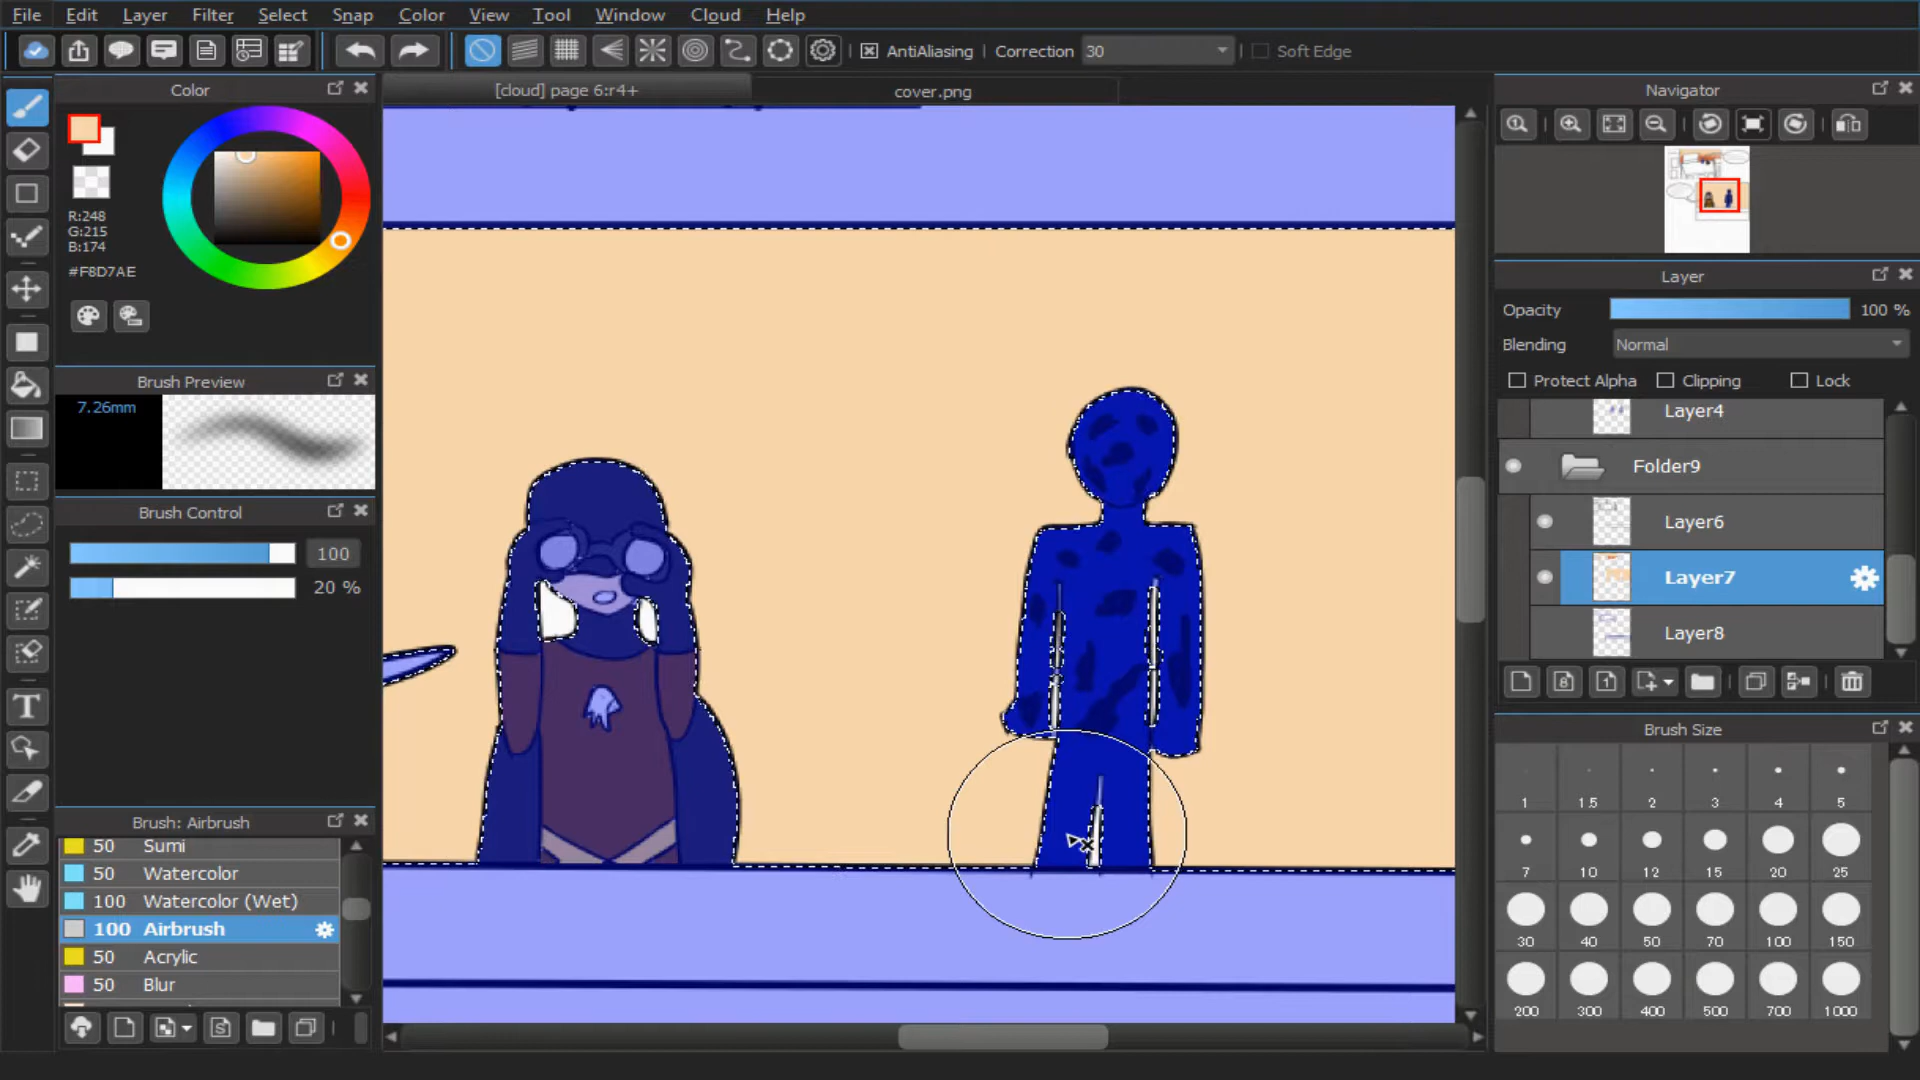 File Edit Layer Filter Select Snap Color View Tool Window Cloud Help
AntiAliasing Correction 30 Soft Edge
Color
[cloud] page 6:r4+ cover.png
Navigator
R:248
G:215
B:174
#F8D7AE
Layer
Opacity 100 %
Blending Normal
Protect Alpha Clipping Lock
Brush Preview
7.26mm
Layer4
Folder9
Brush Control
100
20 %
Layer6
Layer7
Layer8
Brush Size
1 1.5 2 3 4 5
7 10 12 15 20 25
30 40 50 70 100 150
200 300 400 500 700 1000
Brush: Airbrush
50 Sumi
50 Watercolor
100 Watercolor (Wet)
100 Airbrush
50 Acrylic
50 Blur